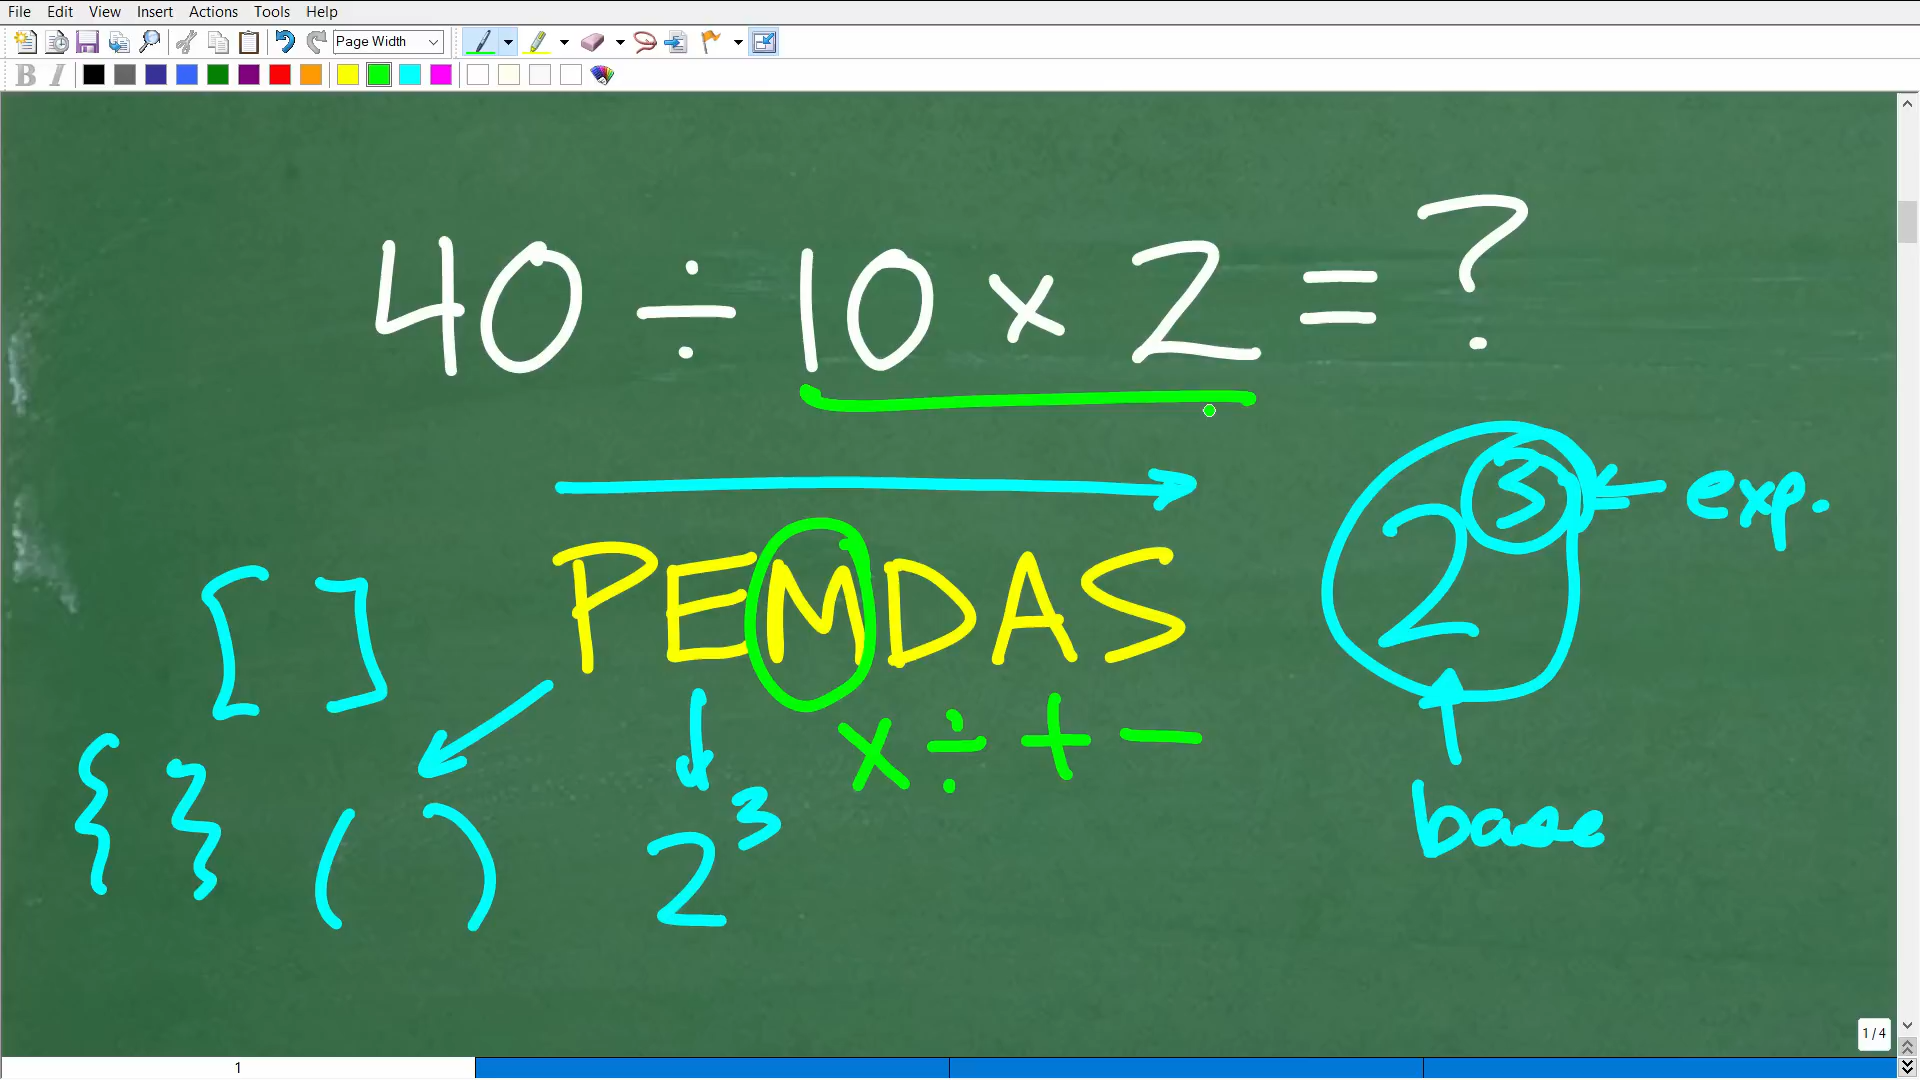 File Edit View Insert Actions Tools Help
Page Width
B I
40 ÷ 10 × 2 = ?
2³ ← exp.
[ ] PEMDAS
× ÷ + −
{ } ( ) 2³
base
1 / 4
1